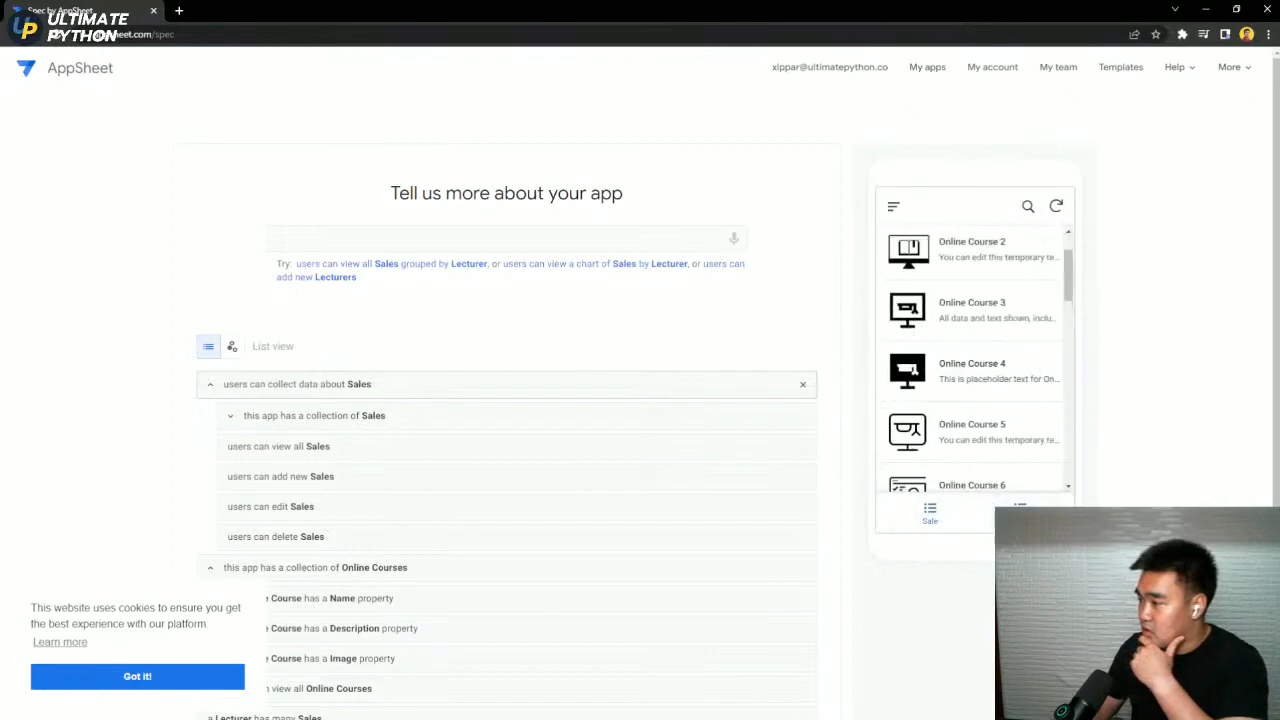 Spec by AppSheet
ULTIMATE
PYTHON
UP
sheet.com/spec
AppSheet
xippar@ultimatepython.co
My apps
My account
My team
Templates
Help
More
Tell us more about your app
Try: users can view all Sales grouped by Lecturer, or users can view a chart of Sales by Lecturer, or users can
add new Lecturers
List view
users can collect data about Sales
this app has a collection of Sales
users can view all Sales
users can add new Sales
users can edit Sales
users can delete Sales
this app has a collection of Online Courses
e Course has a Name property
e Course has a Description property
e Course has a Image property
n view all Online Courses
a Lecturer has many Sales
This website uses cookies to ensure you get
the best experience with our platform
Learn more
Got it!
Online Course 2
You can edit this temporary te...
Online Course 3
All data and text shown, inclu...
Online Course 4
This is placeholder text for On...
Online Course 5
You can edit this temporary te...
Online Course 6
Sale